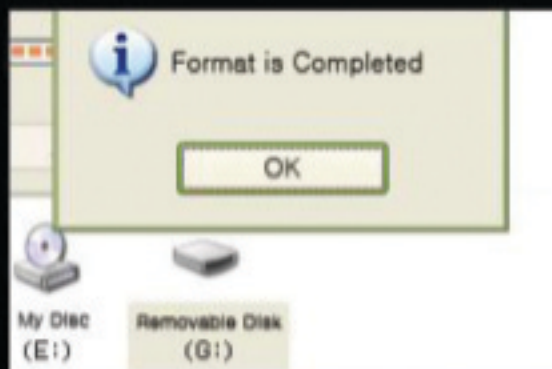 Format is Completed
OK
My Disc
(E:)
Removable Disk
(G:)